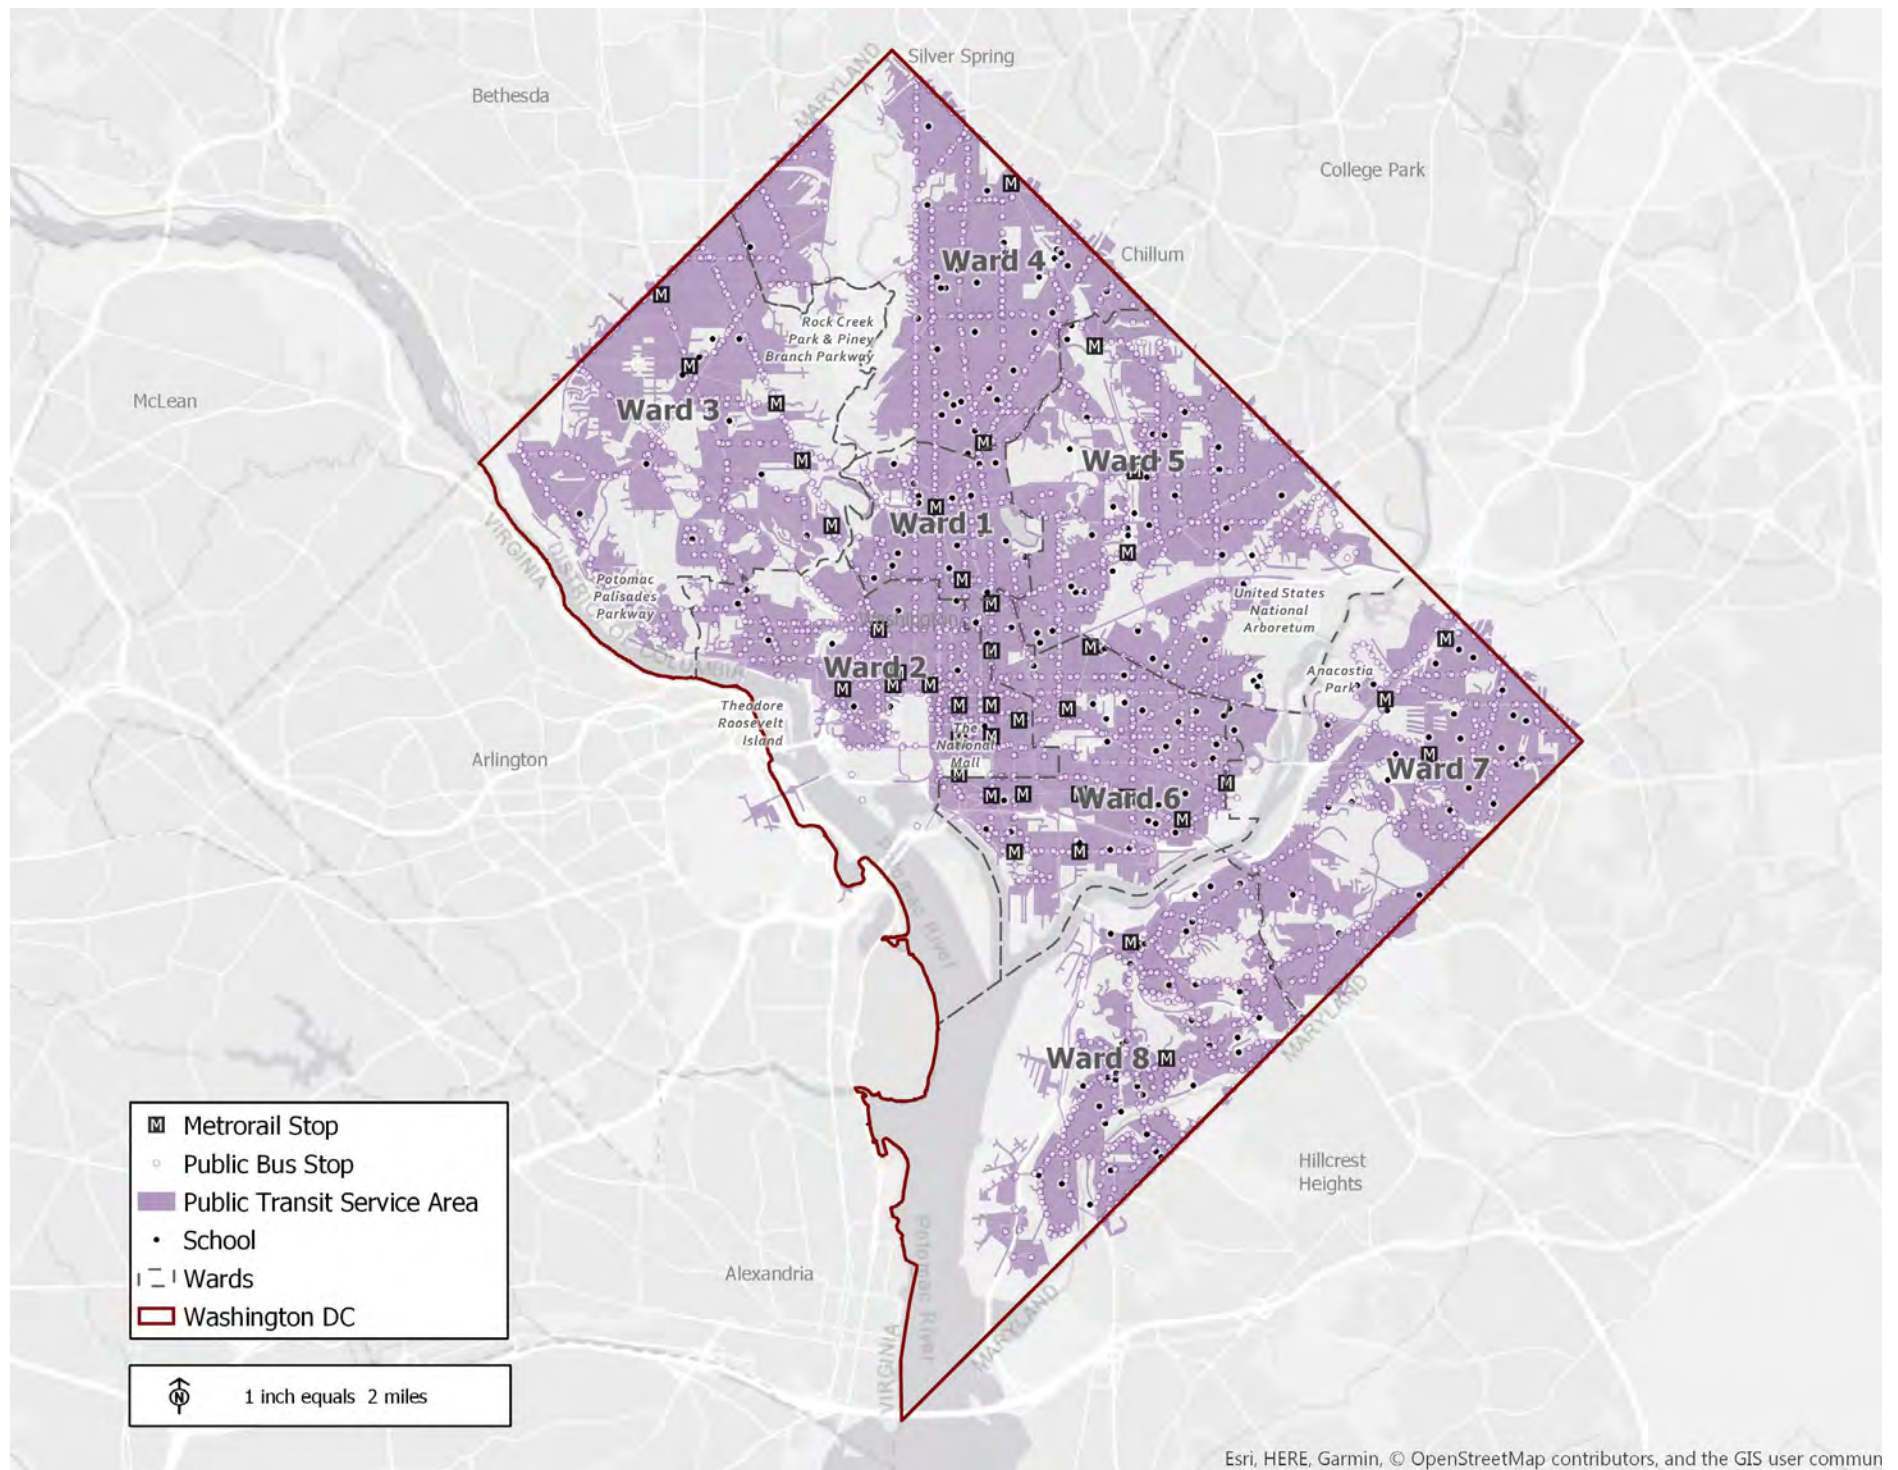 Silver Spring
MARYLAND
Bethesda
College Park
Ward 4
Chillum
Rock Creek
Park & Piney
Branch Parkway
McLean
Ward 3
Ward 5
Ward 1
VIRGINIA
DISTRICT OF COLUMBIA
Potomac
Palisades
Parkway
United States
National
Arboretum
Washington
Ward 2
Anacostia
Park
Theodore
Roosevelt
Island
The
National
Mall
Arlington
Ward 7
Ward 6
Potomac River
MARYLAND
Ward 8
M Metrorail Stop
Public Bus Stop
Public Transit Service Area
School
Wards
Washington DC
Hillcrest
Heights
Alexandria
Potomac River
VIRGINIA
MARYLAND
N
1 inch equals 2 miles
Esri, HERE, Garmin, © OpenStreetMap contributors, and the GIS user commun